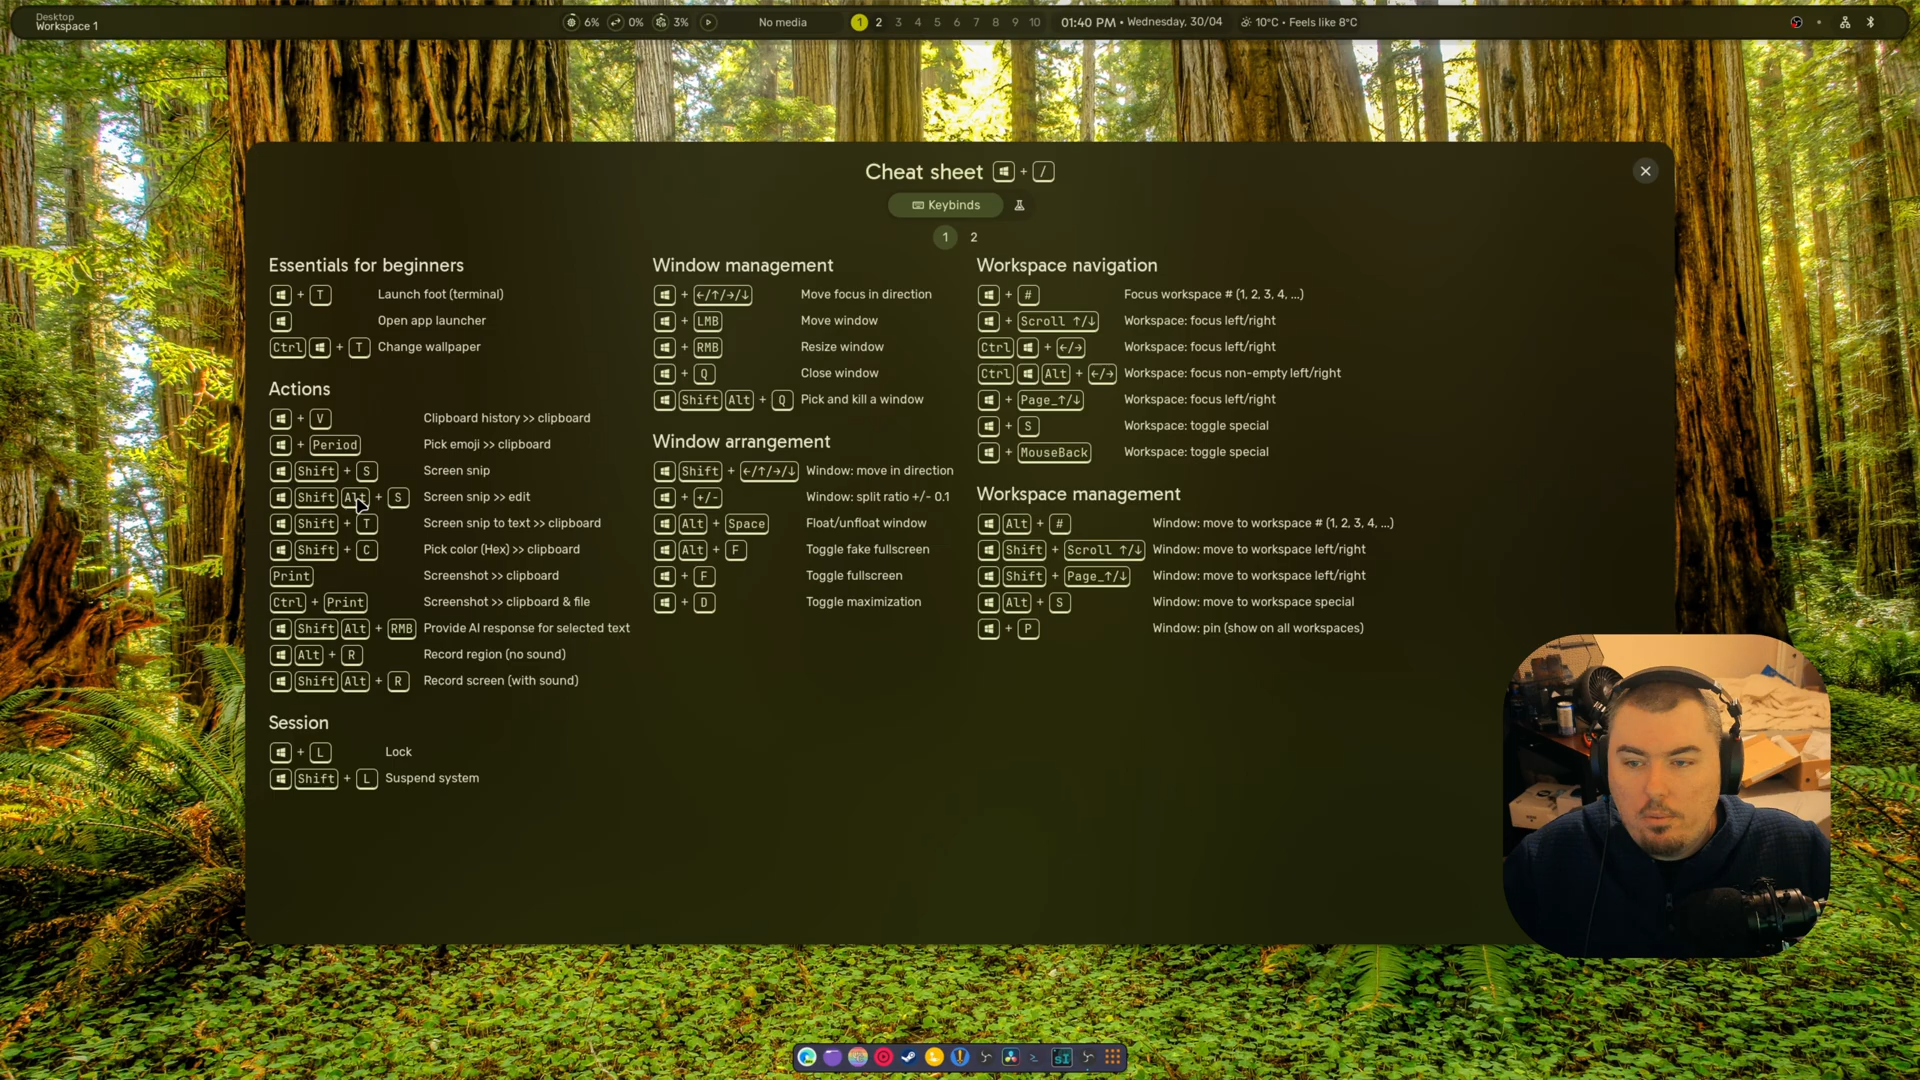 Desktop
Workspace 1
6% 0% 3% No media 1 2 3 4 5 6 7 8 9 10 01:40 PM • Wednesday, 30/04 10°C • Feels like 8°C
Cheat sheet + /
Keybinds
1 2
Essentials for beginners
+ T Launch foot (terminal)
Open app launcher
Ctrl + T Change wallpaper
Actions
+ V Clipboard history >> clipboard
+ Period Pick emoji >> clipboard
Shift + S Screen snip
Shift Alt + S Screen snip >> edit
Shift + T Screen snip to text >> clipboard
Shift + C Pick color (Hex) >> clipboard
Print Screenshot >> clipboard
Ctrl + Print Screenshot >> clipboard & file
Shift Alt + RMB Provide AI response for selected text
Alt + R Record region (no sound)
Shift Alt + R Record screen (with sound)
Session
+ L Lock
Shift + L Suspend system
Window management
+ ←/↑/→/↓ Move focus in direction
+ LMB Move window
+ RMB Resize window
+ Q Close window
Shift Alt + Q Pick and kill a window
Window arrangement
Shift + ←/↑/→/↓ Window: move in direction
+ +/- Window: split ratio +/- 0.1
Alt + Space Float/unfloat window
Alt + F Toggle fake fullscreen
+ F Toggle fullscreen
+ D Toggle maximization
Workspace navigation
+ # Focus workspace # (1, 2, 3, 4, ...)
+ Scroll ↑/↓ Workspace: focus left/right
Ctrl + ←/→ Workspace: focus left/right
Ctrl Alt + ←/→ Workspace: focus non-empty left/right
+ Page_↑/↓ Workspace: focus left/right
+ S Workspace: toggle special
+ MouseBack Workspace: toggle special
Workspace management
Alt + # Window: move to workspace # (1, 2, 3, 4, ...)
Shift + Scroll ↑/↓ Window: move to workspace left/right
Shift + Page_↑/↓ Window: move to workspace left/right
Alt + S Window: move to workspace special
+ P Window: pin (show on all workspaces)